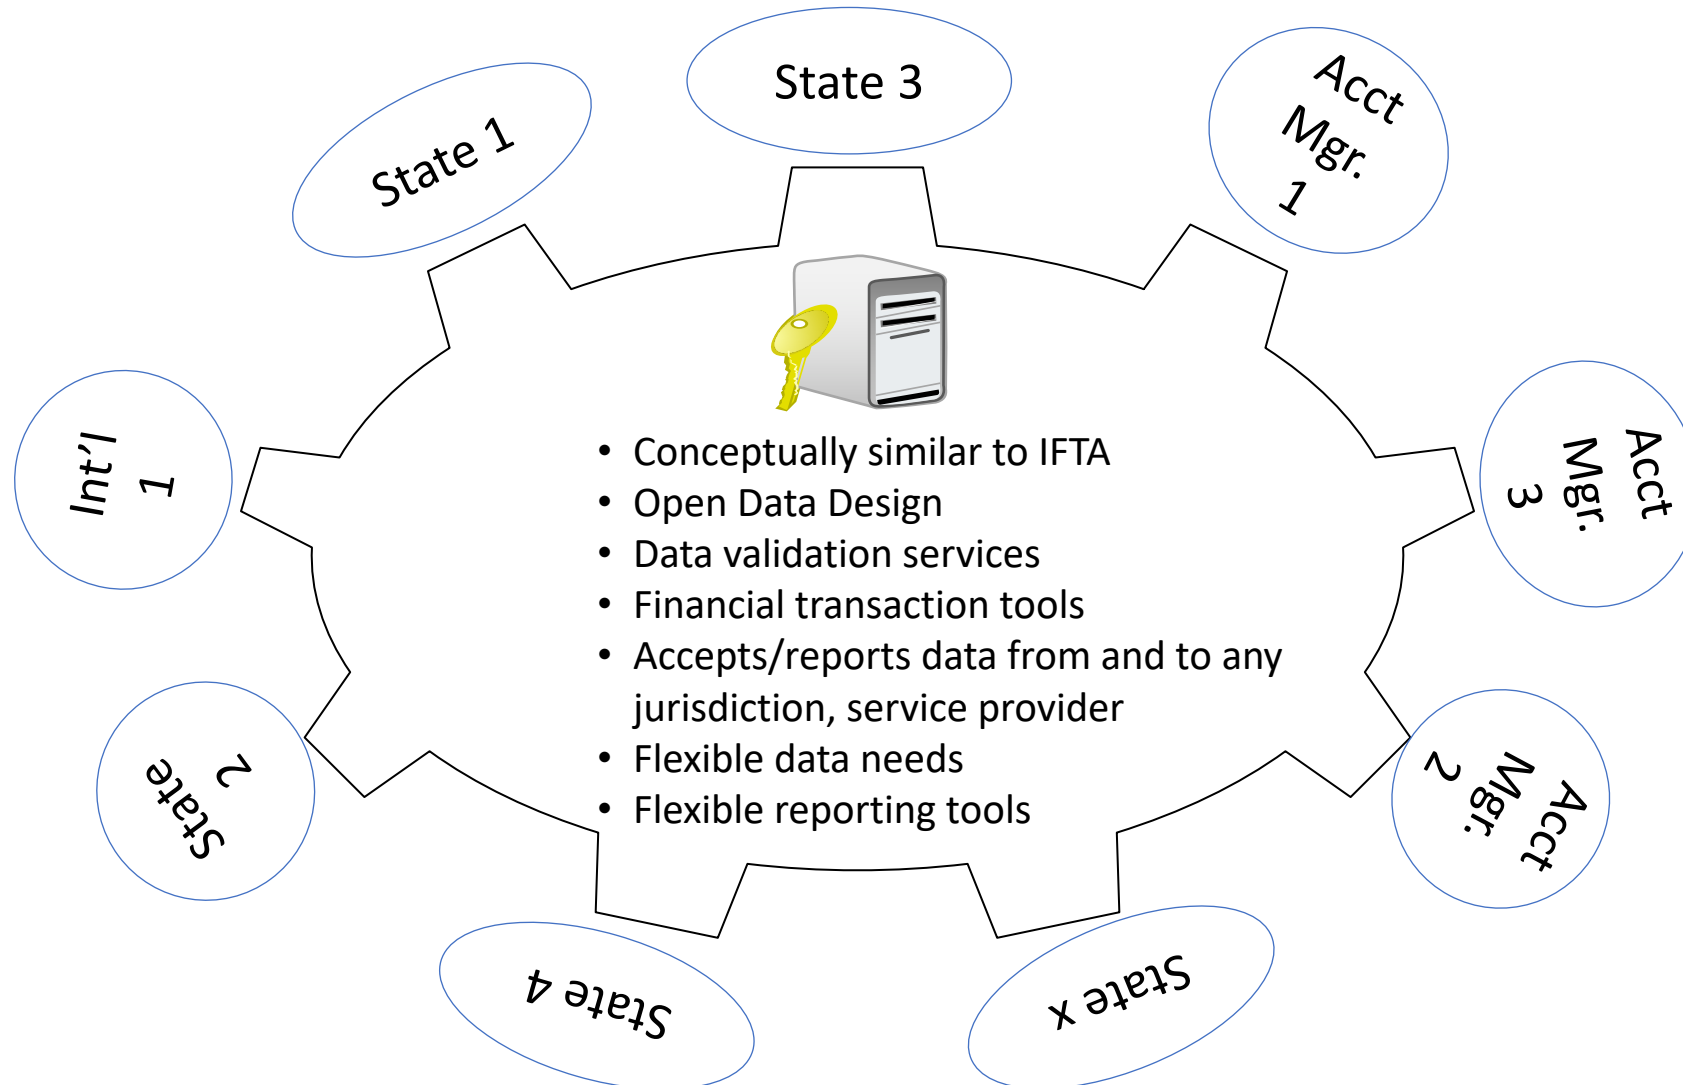 State 3
State 1
Acct
Mgr.
1
Int'l
1
• Conceptually similar to IFTA
• Open Data Design
• Data validation services
• Financial transaction tools
• Accepts/reports data from and to any
jurisdiction, service provider
• Flexible data needs
• Flexible reporting tools
Acct
Mgr.
3
State
2
Acct
Mgr.
2
State 4
State x